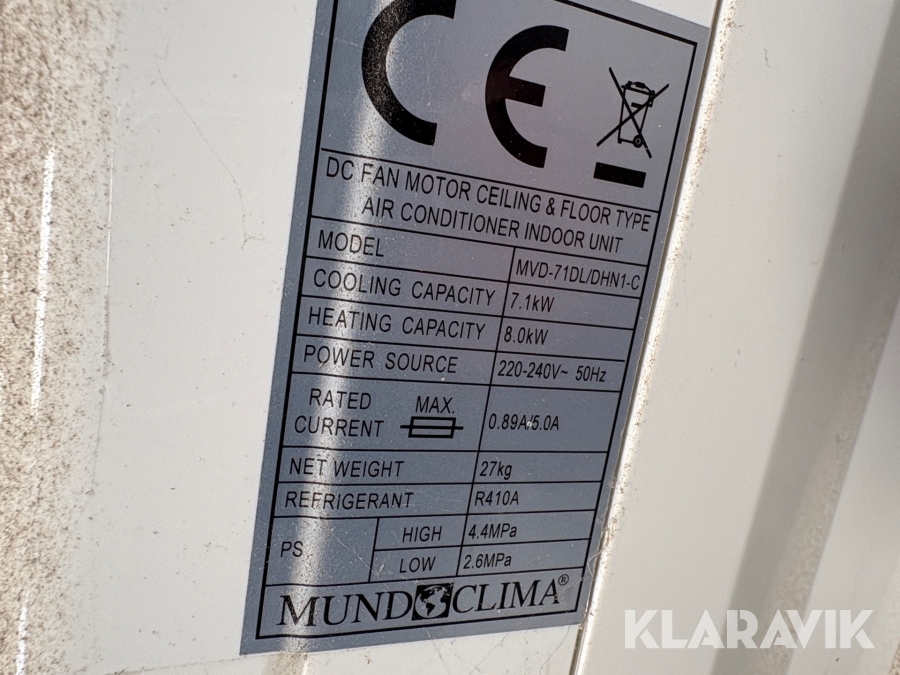 CE
DC FAN MOTOR CEILING & FLOOR TYPE
AIR CONDITIONER INDOOR UNIT
MODEL MVD-71DL/DHN1-C
COOLING CAPACITY 7.1kW
HEATING CAPACITY 8.0kW
POWER SOURCE 220-240V~ 50Hz
RATED CURRENT MAX. 0.89A/5.0A
NET WEIGHT 27kg
REFRIGERANT R410A
PS HIGH 4.4MPa
LOW 2.6MPa
MUNDOCLIMA®
KLARAVIK